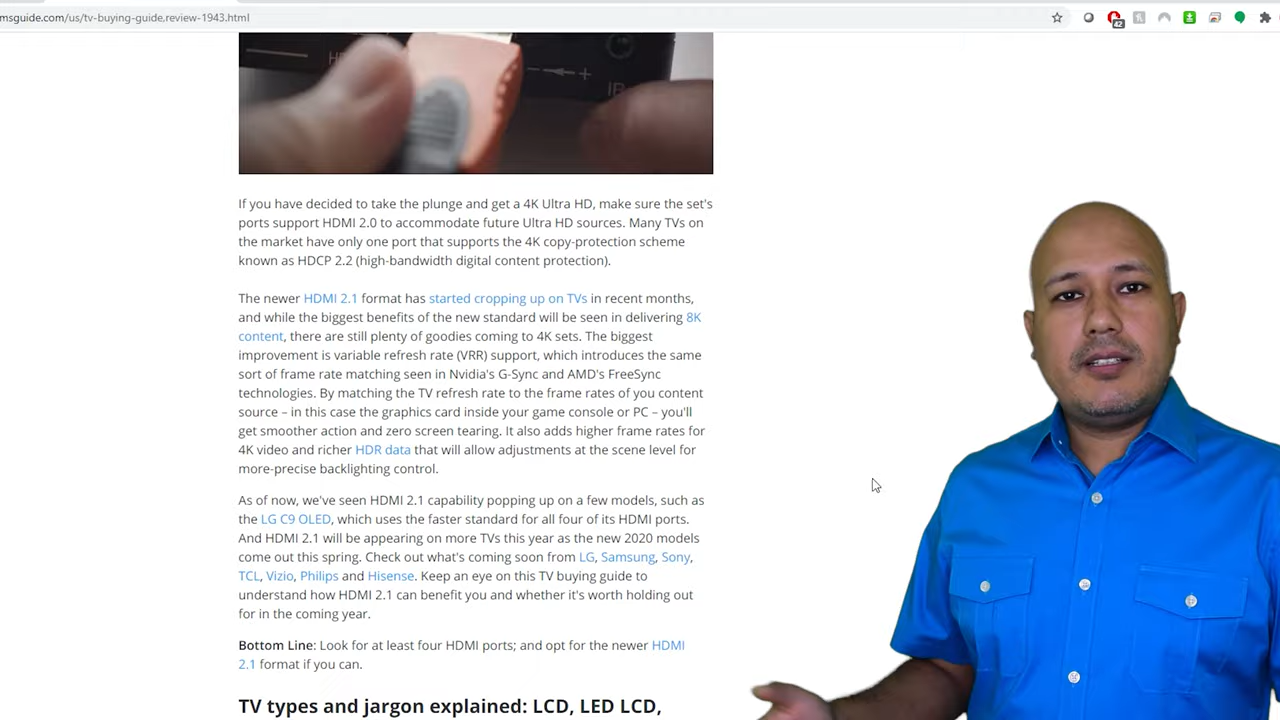 msguide.com/us/tv-buying-guide,review-1943.html
42
If you have decided to take the plunge and get a 4K Ultra HD, make sure the set's
ports support HDMI 2.0 to accommodate future Ultra HD sources. Many TVs on
the market have only one port that supports the 4K copy-protection scheme
known as HDCP 2.2 (high-bandwidth digital content protection).
The newer HDMI 2.1 format has started cropping up on TVs in recent months,
and while the biggest benefits of the new standard will be seen in delivering 8K
content, there are still plenty of goodies coming to 4K sets. The biggest
improvement is variable refresh rate (VRR) support, which introduces the same
sort of frame rate matching seen in Nvidia's G-Sync and AMD's FreeSync
technologies. By matching the TV refresh rate to the frame rates of you content
source – in this case the graphics card inside your game console or PC – you'll
get smoother action and zero screen tearing. It also adds higher frame rates for
4K video and richer HDR data that will allow adjustments at the scene level for
more-precise backlighting control.
As of now, we've seen HDMI 2.1 capability popping up on a few models, such as
the LG C9 OLED, which uses the faster standard for all four of its HDMI ports.
And HDMI 2.1 will be appearing on more TVs this year as the new 2020 models
come out this spring. Check out what's coming soon from LG, Samsung, Sony,
TCL, Vizio, Philips and Hisense. Keep an eye on this TV buying guide to
understand how HDMI 2.1 can benefit you and whether it's worth holding out
for in the coming year.
Bottom Line: Look for at least four HDMI ports; and opt for the newer HDMI
2.1 format if you can.
TV types and jargon explained: LCD, LED LCD,